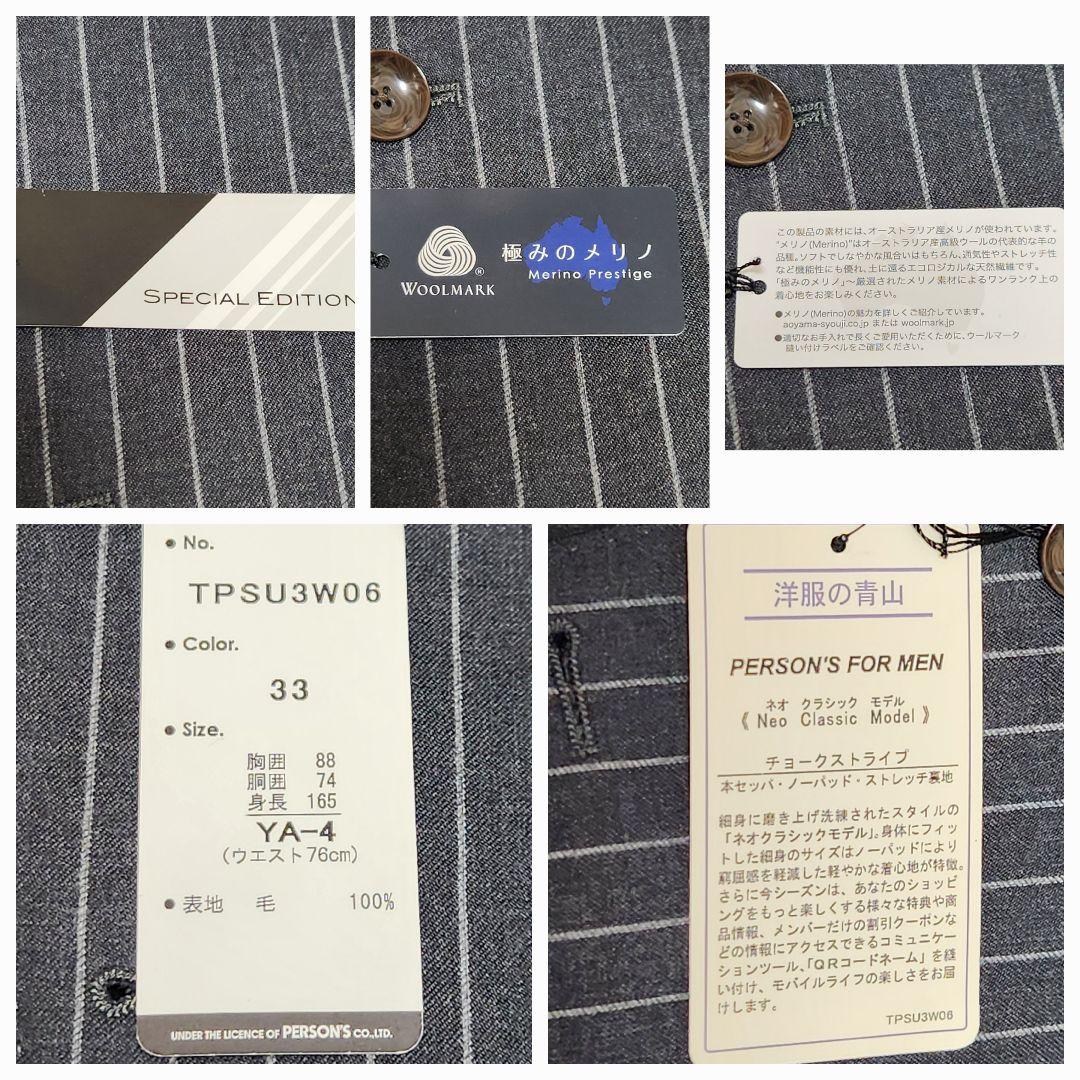 SPECIAL EDITION
極みのメリノ
Merino Prestige
WOOLMARK
®
この製品の素材には、オーストラリア産メリノが使われています。
"メリノ(Merino)"はオーストラリア産高級ウールの代表的な羊の
品種。ソフトでしなやかな風合いはもちろん、通気性やストレッチ性
など機能性にも優れ、土に還るエコロジカルな天然繊維です。
「極みのメリノ」〜厳選されたメリノ素材によるワンランク上の
着心地をお楽しみください。
●メリノ(Merino)の魅力を詳しくご紹介しています。
aoyama-syouji.co.jp または woolmark.jp
●適切なお手入れで長くご愛用いただくために、ウールマーク
縫い付けラベルをご確認ください。
● No.
TPSU3W06
● Color.
33
● Size.
胸囲 88
胴囲 74
身長 165
YA-4
(ウエスト76cm)
● 表地 毛 100%
UNDER THE LICENCE OF PERSON'S CO.,LTD.
洋服の青山
PERSON'S FOR MEN
ネオ クラシック モデル
《 Neo Classic Model 》
チョークストライプ
本セッパ・ノーパッド・ストレッチ裏地
細身に磨き上げ洗練されたスタイルの
「ネオクラシックモデル」。身体にフィッ
トした細身のサイズはノーパッドにより
窮屈感を軽減した軽やかな着心地が特徴。
さらに今シーズンは、あなたのショッピ
ングをもっと楽しくする様々な特典や商
品情報、メンバーだけの割引クーポンな
どの情報にアクセスできるコミュニケー
ションツール、「QRコードネーム」を縫
い付け、モバイルライフの楽しさをお届
けします。
TPSU3W06